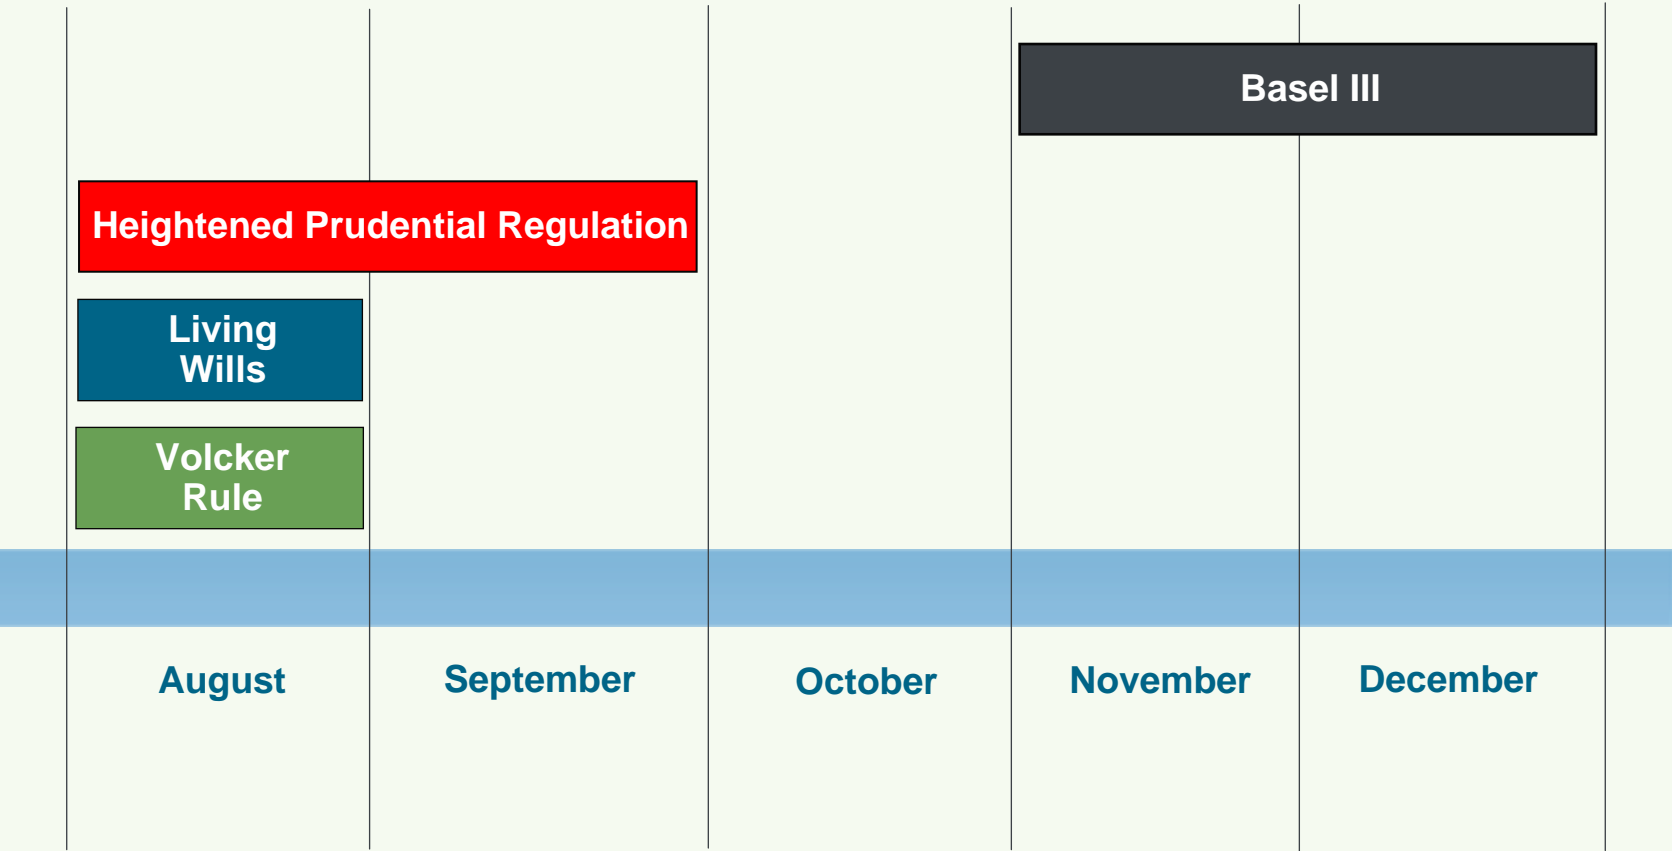 Basel III
Heightened Prudential Regulation
Living
Wills
Volcker
Rule
August
September
October
November
December